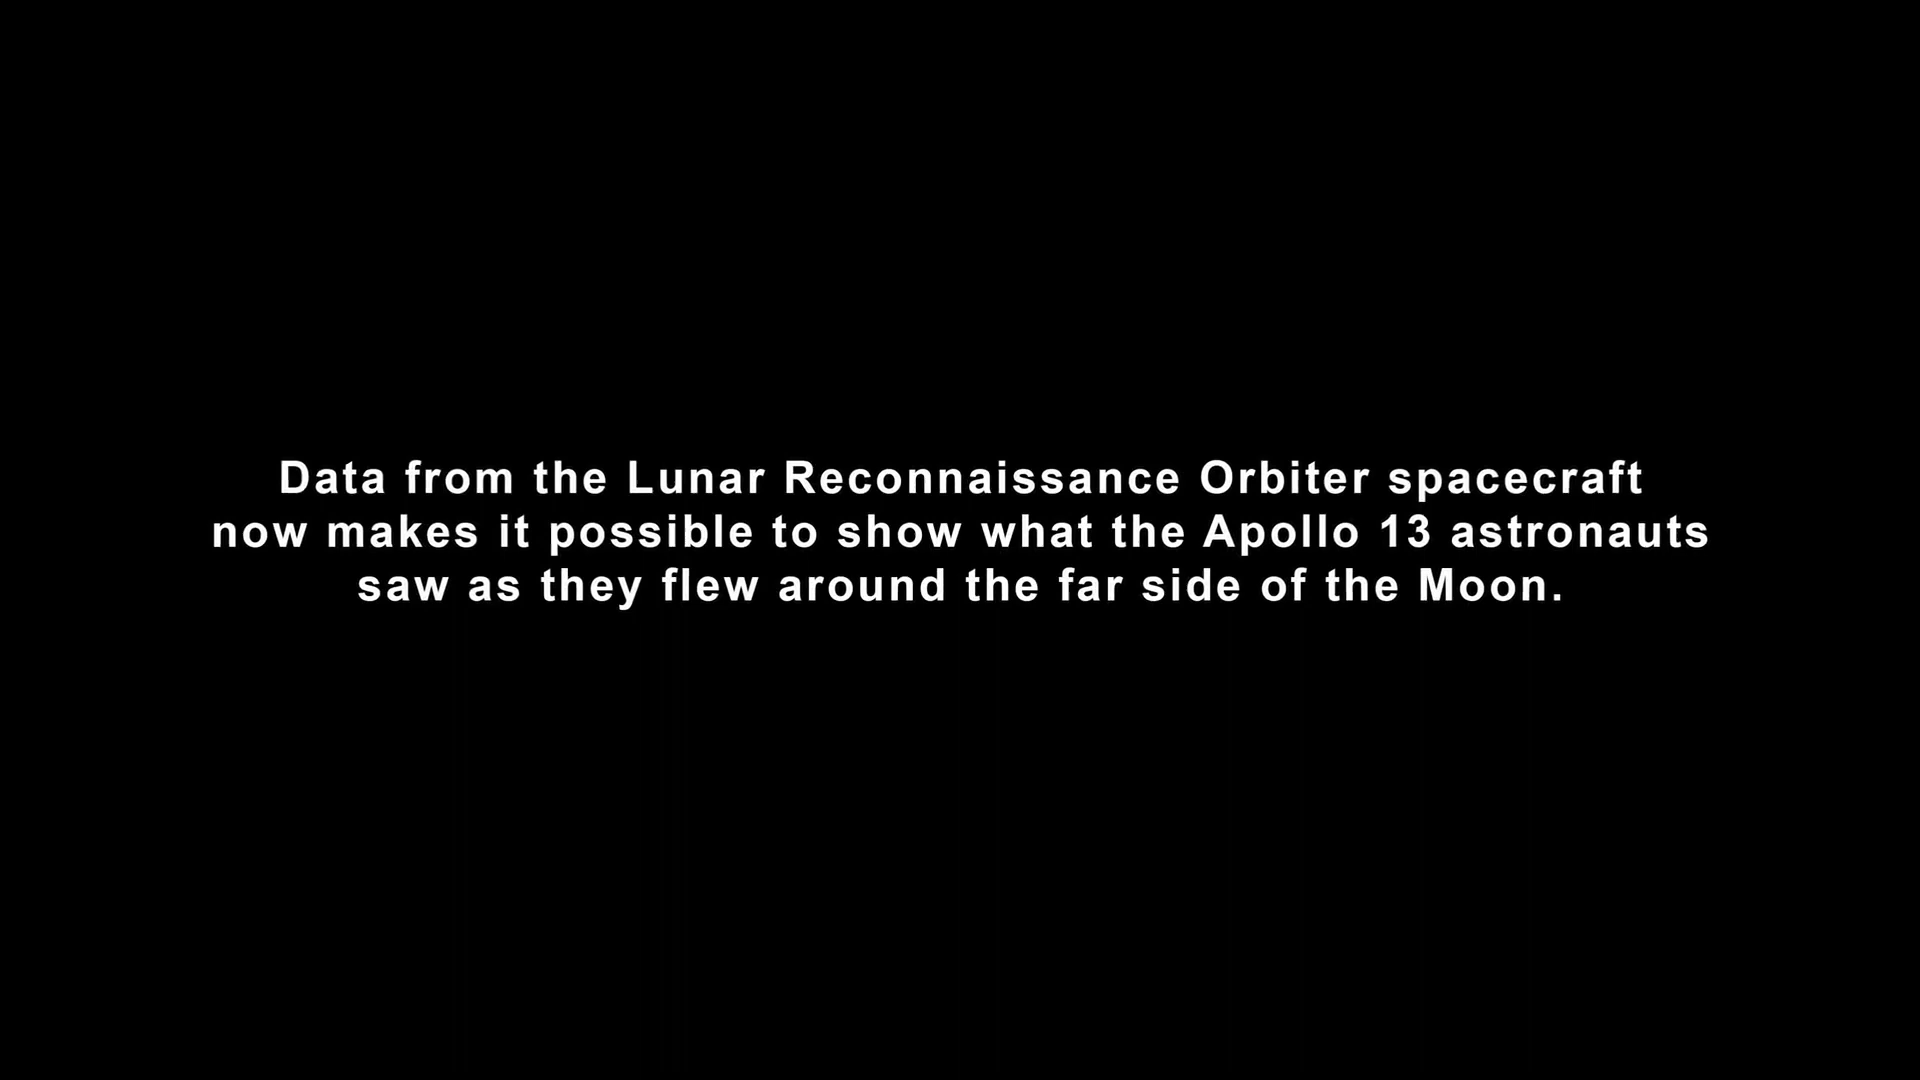 Data from the Lunar Reconnaissance Orbiter spacecraft
now makes it possible to show what the Apollo 13 astronauts
saw as they flew around the far side of the Moon.